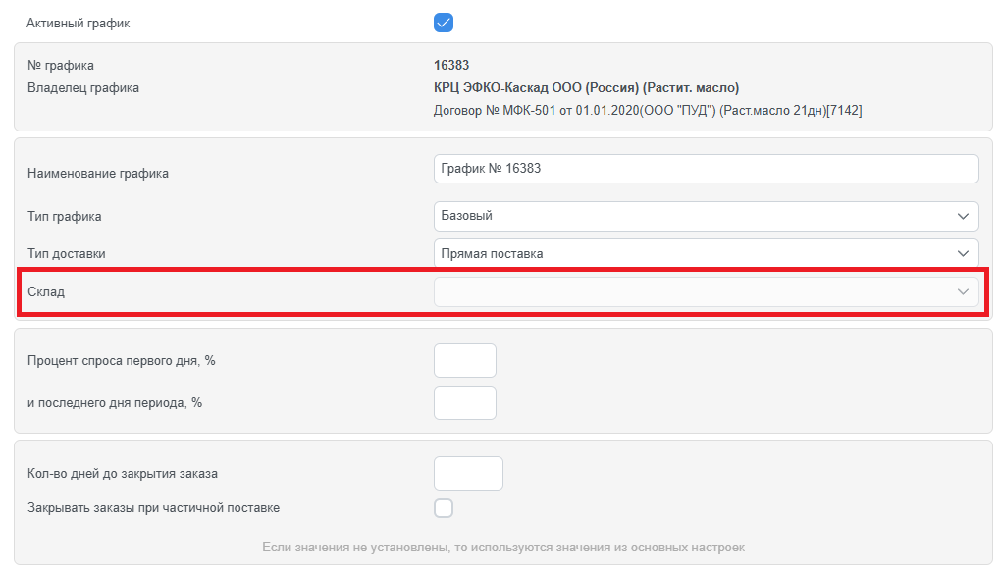 Активный график
№ графика 16383
Владелец графика КРЦ ЭФКО-Каскад ООО (Россия) (Растит. масло)
Договор № МФК-501 от 01.01.2020(ООО "ПУД") (Раст.масло 21дн)[7142]
Наименование графика График № 16383
Тип графика Базовый
Тип доставки Прямая поставка
Склад
Процент спроса первого дня, %
и последнего дня периода, %
Кол-во дней до закрытия заказа
Закрывать заказы при частичной поставке
Если значения не установлены, то используются значения из основных настроек